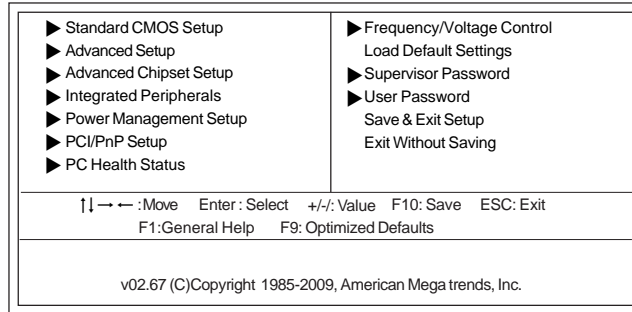 ▶ Standard CMOS Setup
▶ Advanced Setup
▶ Advanced Chipset Setup
▶ Integrated Peripherals
▶ Power Management Setup
▶ PCI/PnP Setup
▶ PC Health Status
▶ Frequency/Voltage Control
Load Default Settings
▶ Supervisor Password
▶ User Password
Save & Exit Setup
Exit Without Saving
↑↓→← :Move Enter : Select +/-/: Value F10: Save ESC: Exit
F1:General Help F9: Optimized Defaults
v02.67 (C)Copyright 1985-2009, American Mega trends, Inc.